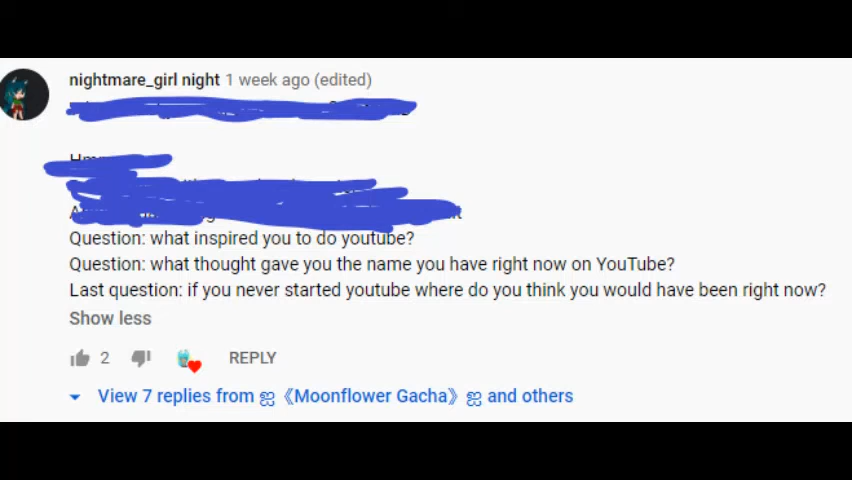 nightmare_girl night 1 week ago (edited)
Question: what inspired you to do youtube?
Question: what thought gave you the name you have right now on YouTube?
Last question: if you never started youtube where do you think you would have been right now?
Show less
2 REPLY
View 7 replies from ஐ《Moonflower Gacha》ஐ and others